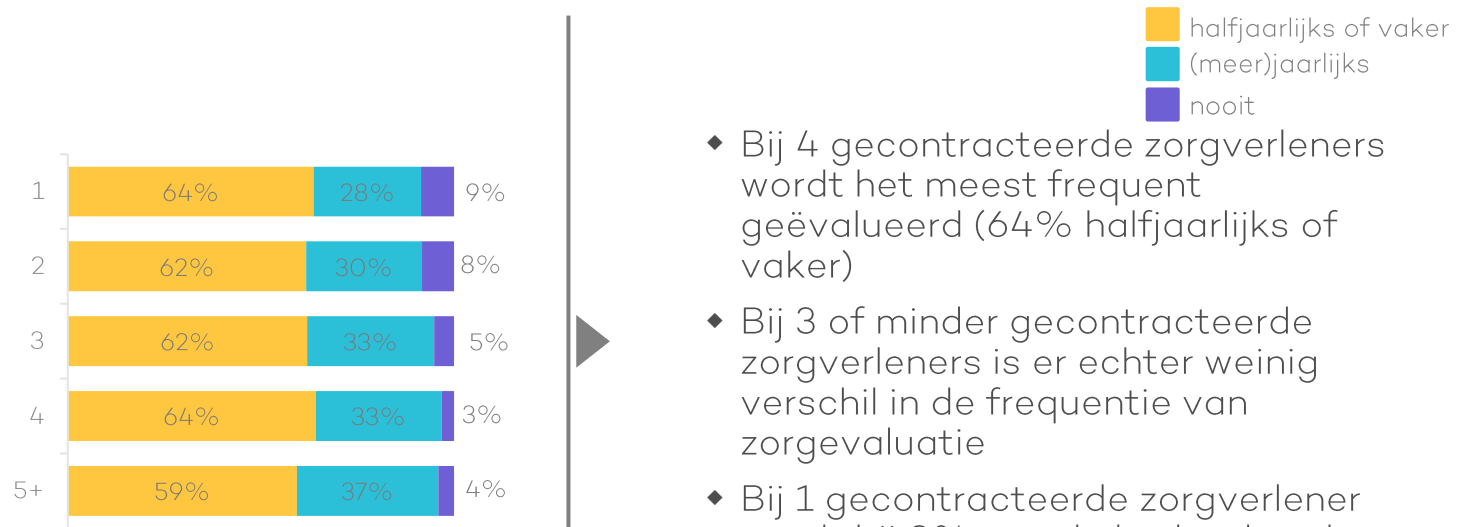 halfjaarlijks of vaker
(meer)jaarlijks
nooit
1 64% 28% 9%
2 62% 30% 8%
3 62% 33% 5%
4 64% 33% 3%
5+ 59% 37% 4%
◆ Bij 4 gecontracteerde zorgverleners
wordt het meest frequent
geëvalueerd (64% halfjaarlijks of
vaker)
◆ Bij 3 of minder gecontracteerde
zorgverleners is er echter weinig
verschil in de frequentie van
zorgevaluatie
◆ Bij 1 gecontracteerde zorgverlener